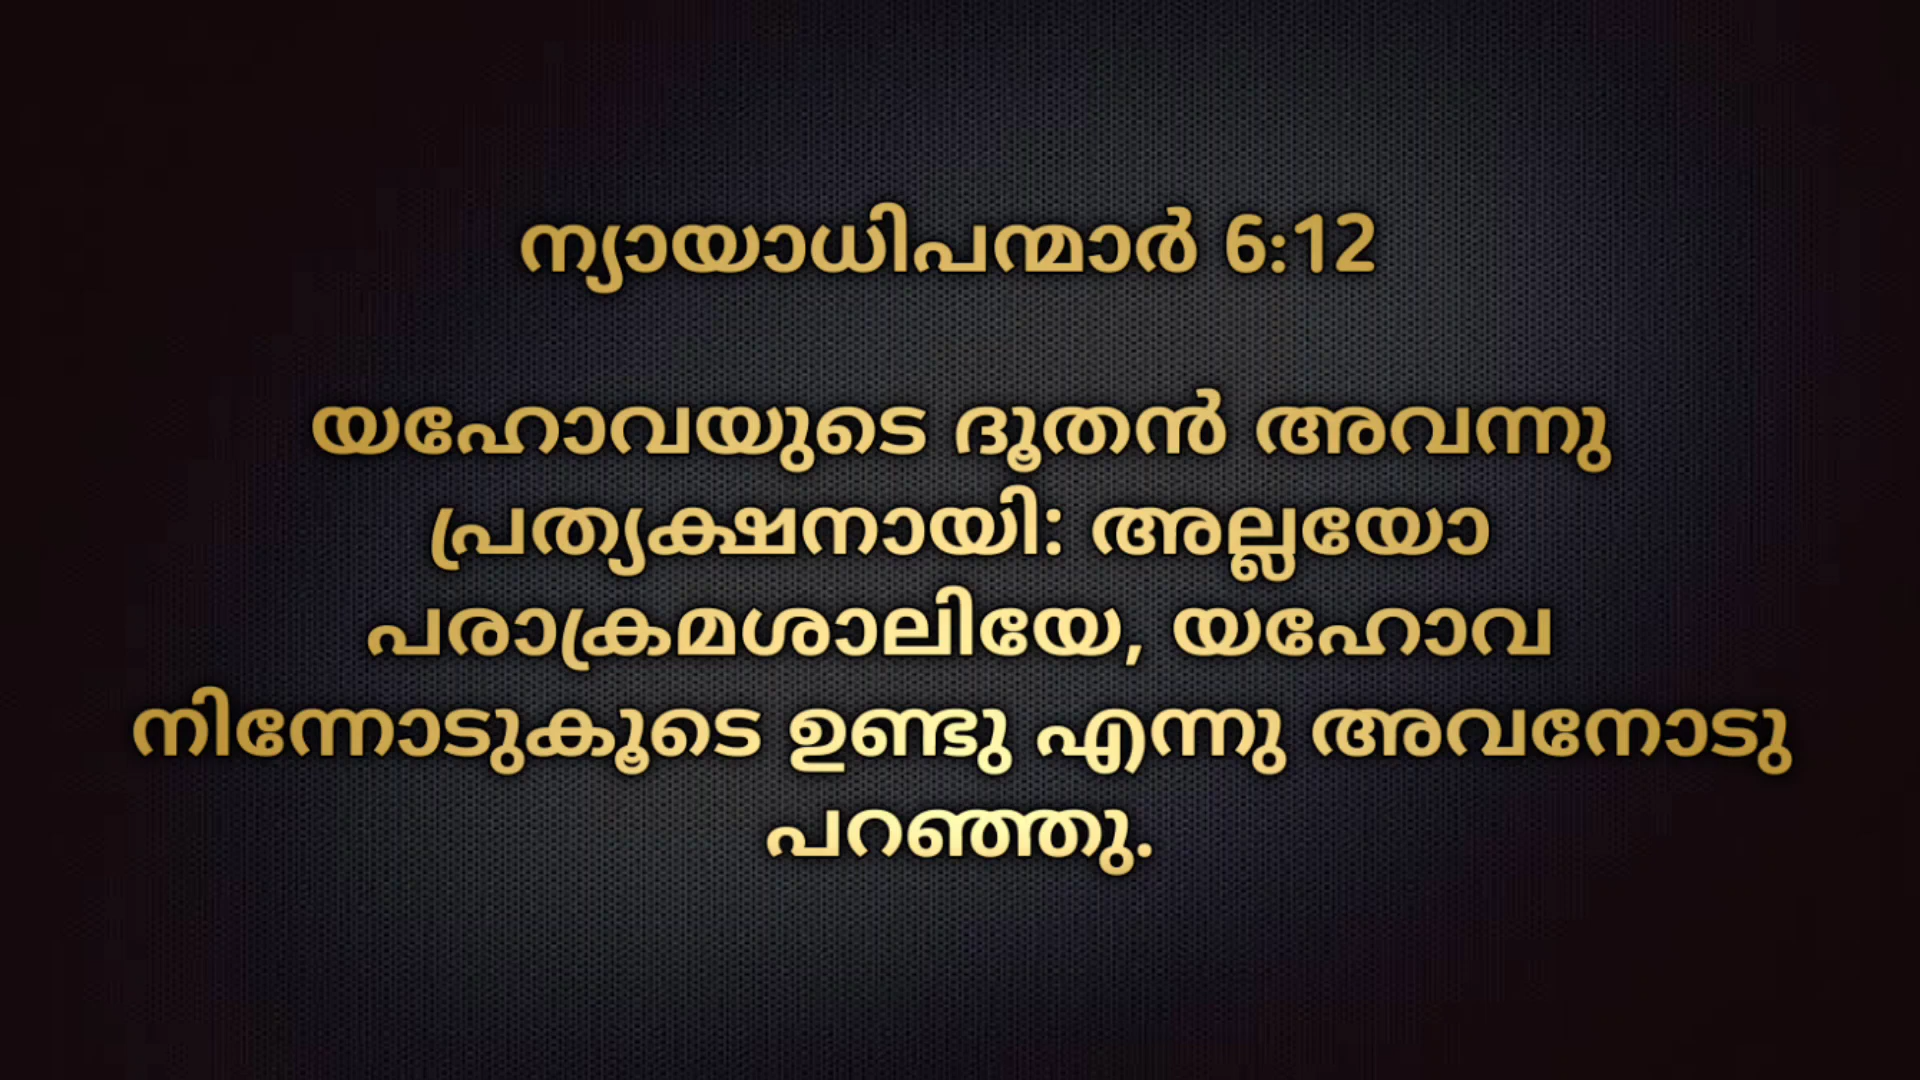 ന്യായാധിപന്മാർ 6:12
യഹോവയുടെ ദൂതൻ അവന്നു
പ്രത്യക്ഷനായി: അല്ലയോ
പരാക്രമശാലിയേ, യഹോവ
നിന്നോടുകൂടെ ഉണ്ടു എന്നു അവനോടു
പറഞ്ഞു.